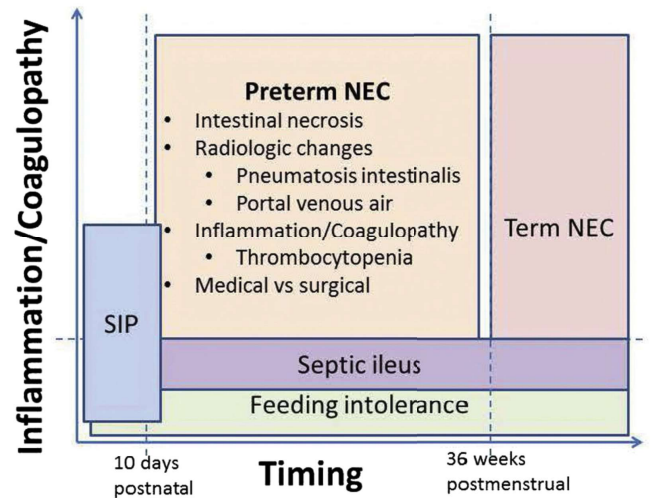 Inflammation/Coagulopathy
Preterm NEC
• Intestinal necrosis
• Radiologic changes
• Pneumatosis intestinalis
• Portal venous air
• Inflammation/Coagulopathy
• Thrombocytopenia
• Medical vs surgical
Term NEC
SIP
Septic ileus
Feeding intolerance
10 days
postnatal
Timing
36 weeks
postmenstrual